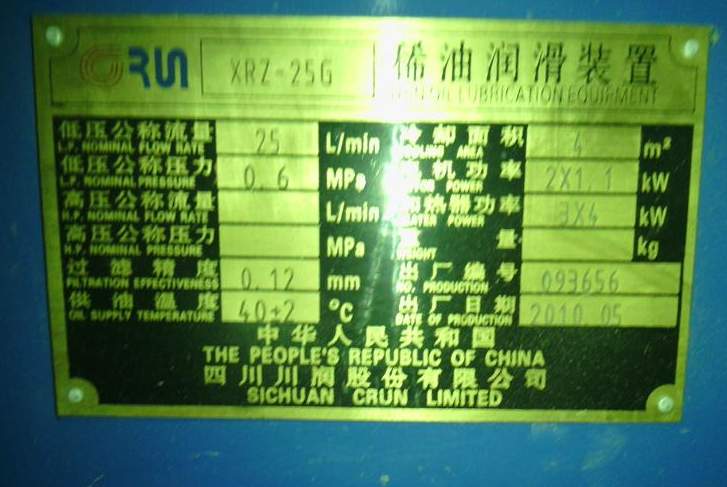 CRUN XRZ-25G 稀油润滑装置
OIL LUBRICATION EQUIPMENT
低压公称流量 25 L/min 冷却面积 4 m²
L.P. NOMINAL FLOW RATE COOLING AREA
低压公称压力 0.6 MPa 电机功率 2X1.1 kW
L.P. NOMINAL PRESSURE POWER
高压公称流量 L/min 加热器功率 3X4 kW
H.P. NOMINAL FLOW RATE HEATER POWER
高压公称压力 MPa 重量 kg
H.P. NOMINAL PRESSURE WEIGHT
过滤精度 0.12 mm 出厂编号 093656
FILTRATION EFFECTIVENESS NO. PRODUCTION
供油温度 40±2 °C 出厂日期 2010.05
OIL SUPPLY TEMPERATURE DATE OF PRODUCTION
中华人民共和国
THE PEOPLE'S REPUBLIC OF CHINA
四川川润股份有限公司
SICHUAN CRUN LIMITED